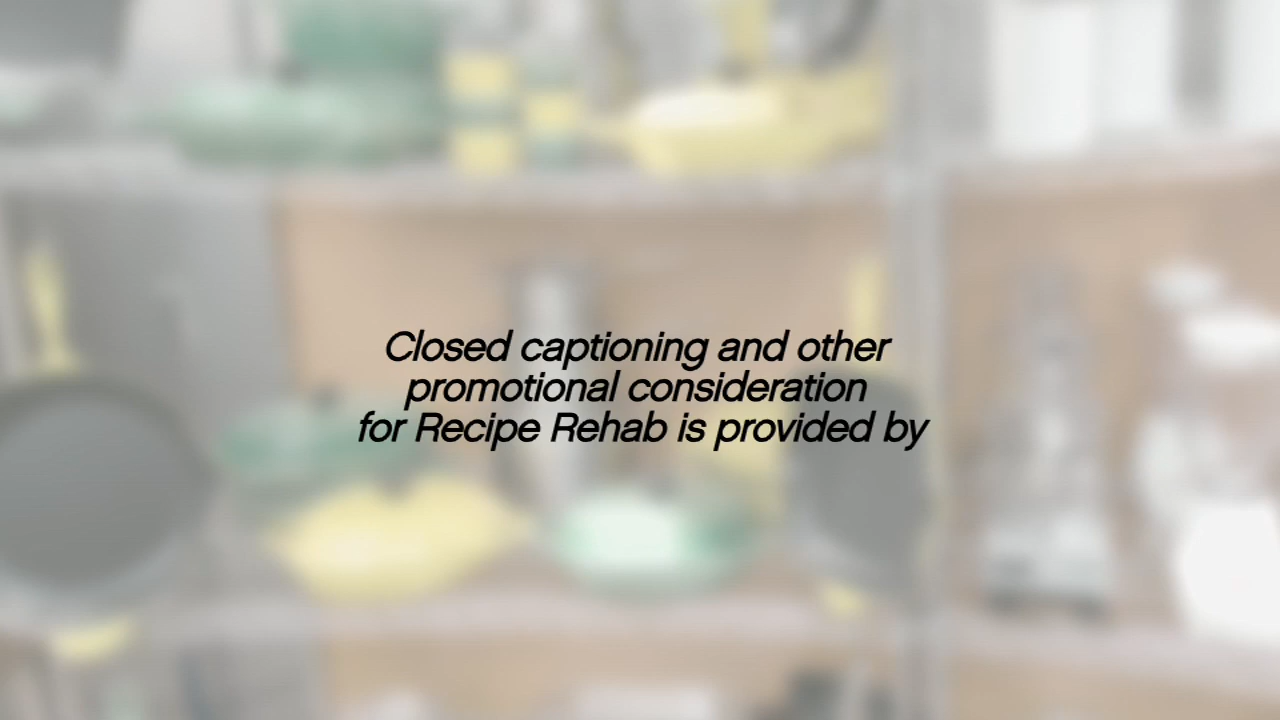 Closed captioning and other
promotional consideration
for Recipe Rehab is provided by